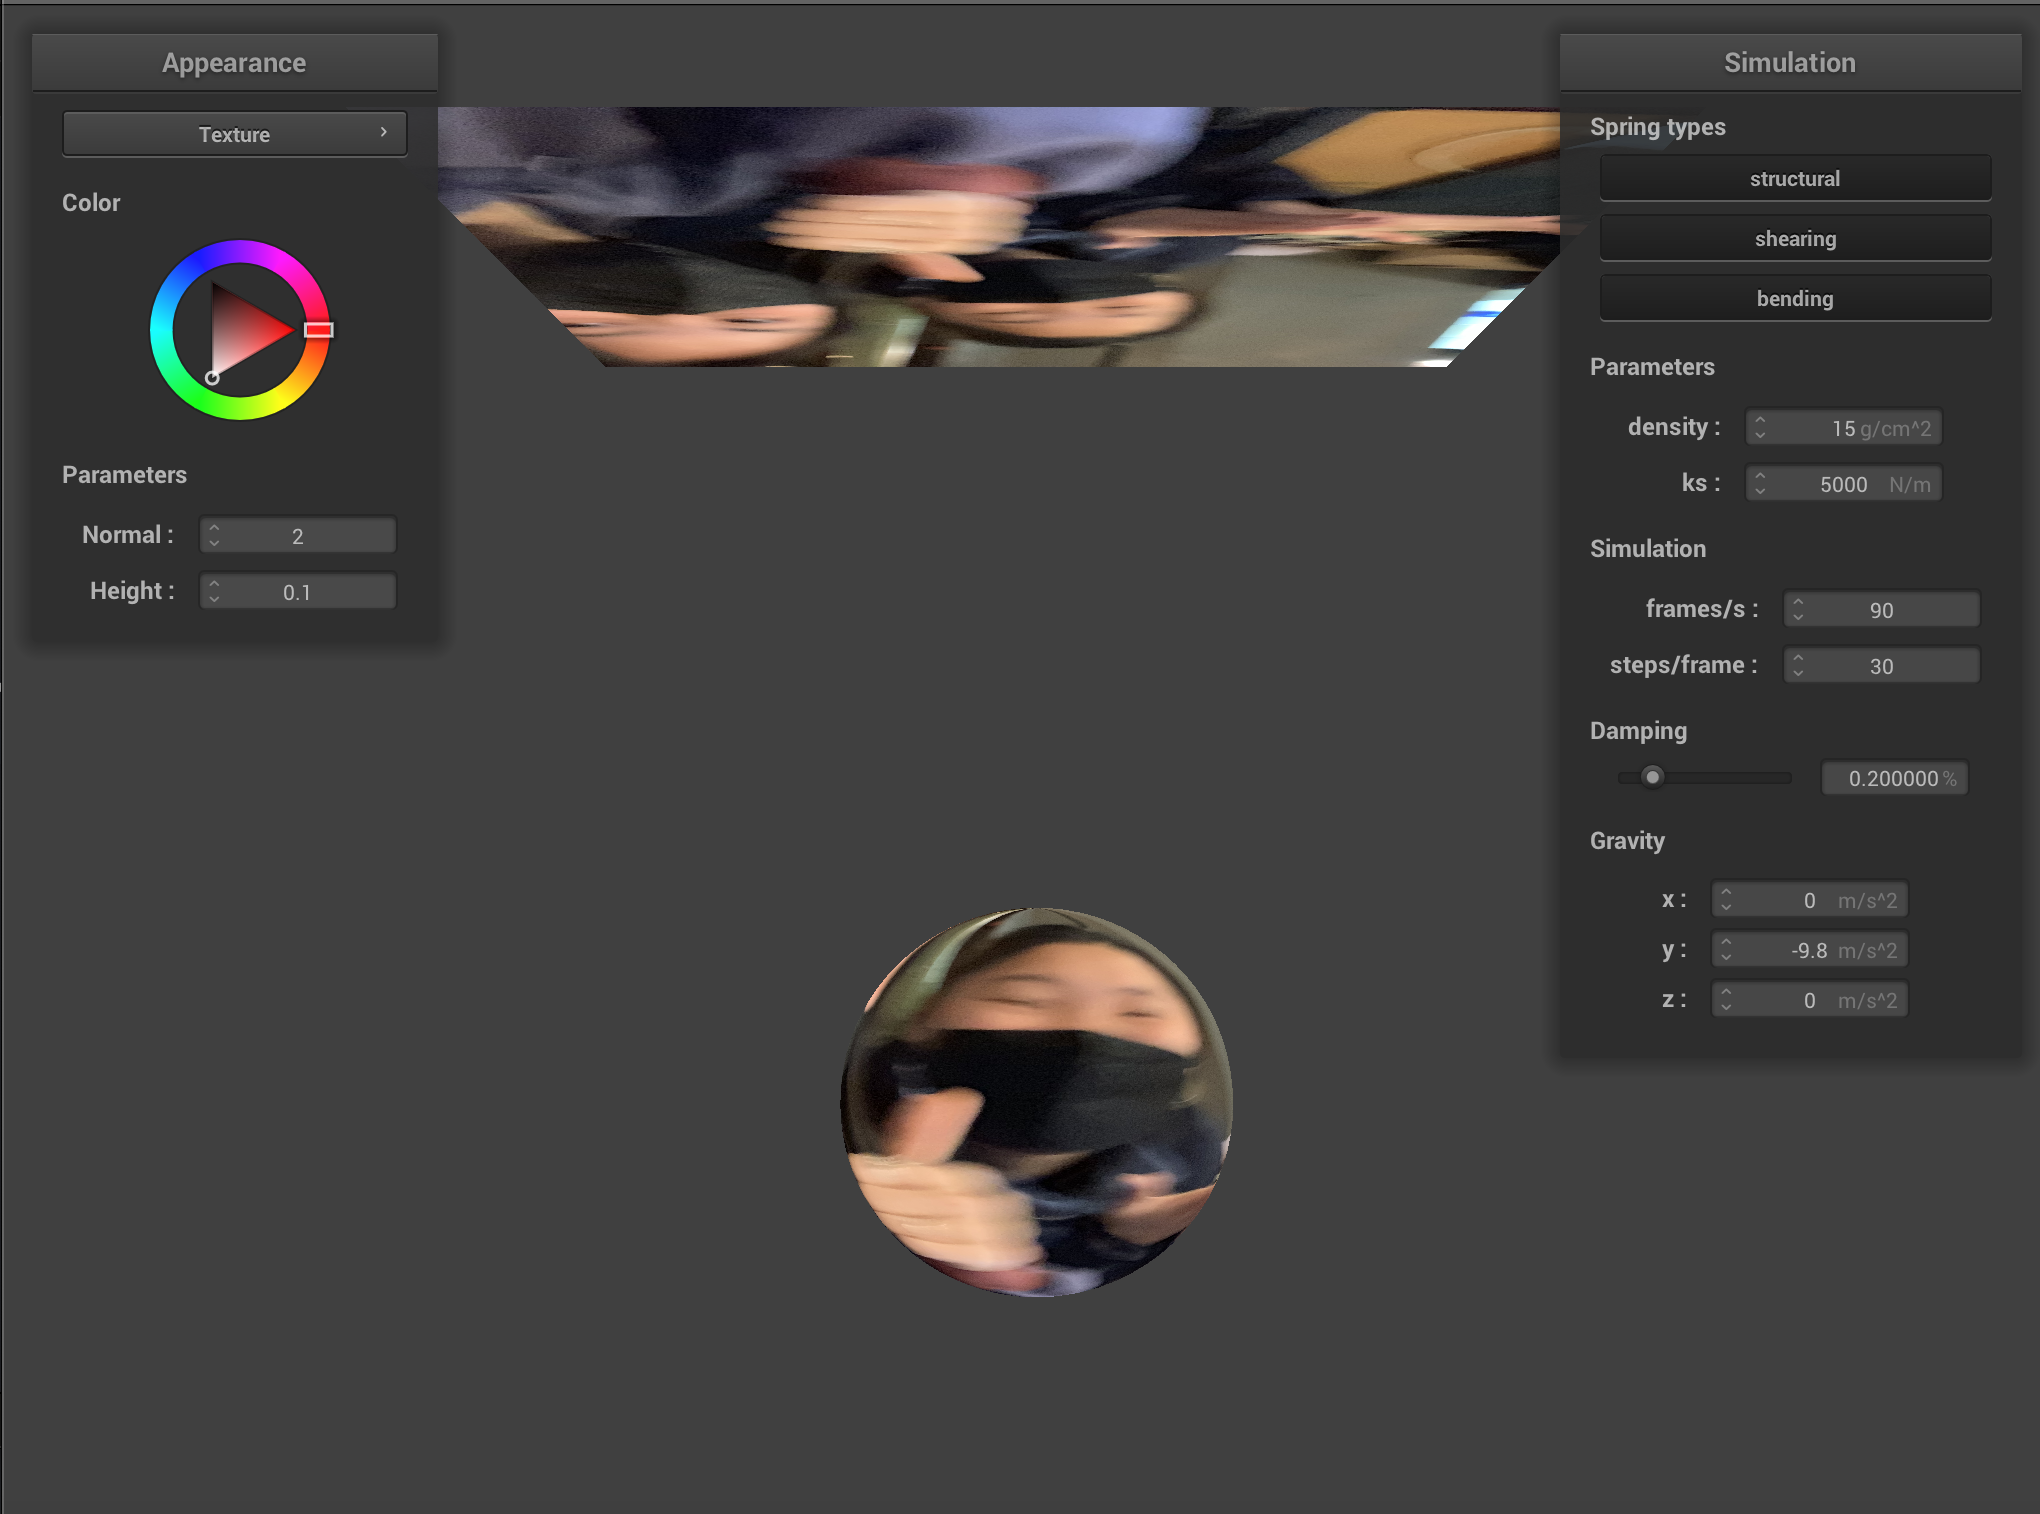 Appearance
Texture
Color
Parameters
Normal : 2
Height : 0.1
Simulation
Spring types
structural
shearing
bending
Parameters
density : 15 g/cm^2
ks : 5000 N/m
Simulation
frames/s : 90
steps/frame : 30
Damping
0.200000 %
Gravity
x : 0 m/s^2
y : -9.8 m/s^2
z : 0 m/s^2